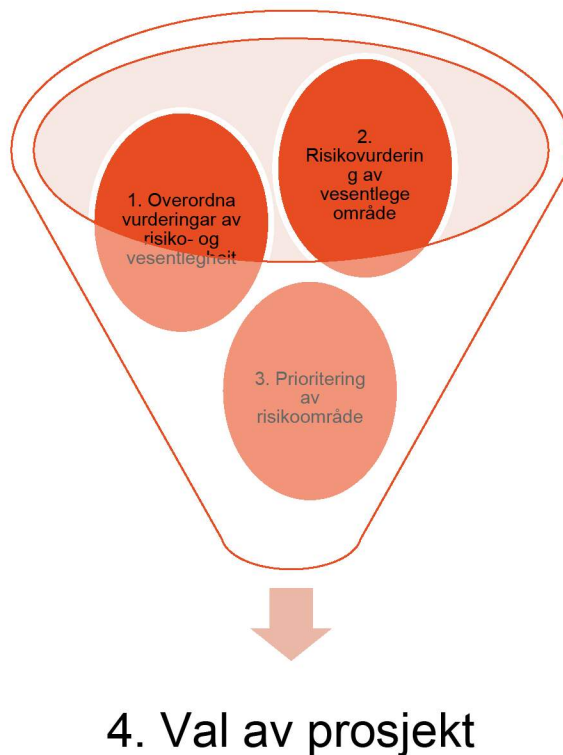 1. Overordna
vurderingar av
risiko- og
vesentlegheit
2.
Risikovurderin
g av
vesentlege
område
3. Prioritering
av
risikoområde
4. Val av prosjekt